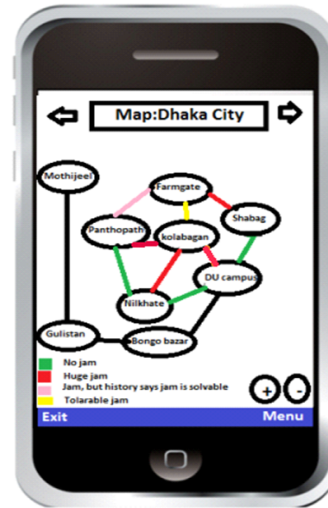 Map:Dhaka City
Mothijeel
Farmgate
Shabag
Panthopath
kolabagan
DU campus
Nilkhate
Gulistan
Bongo bazar
No jam
Huge jam
Jam, but history says jam is solvable
Tolarable jam
+ -
Exit Menu